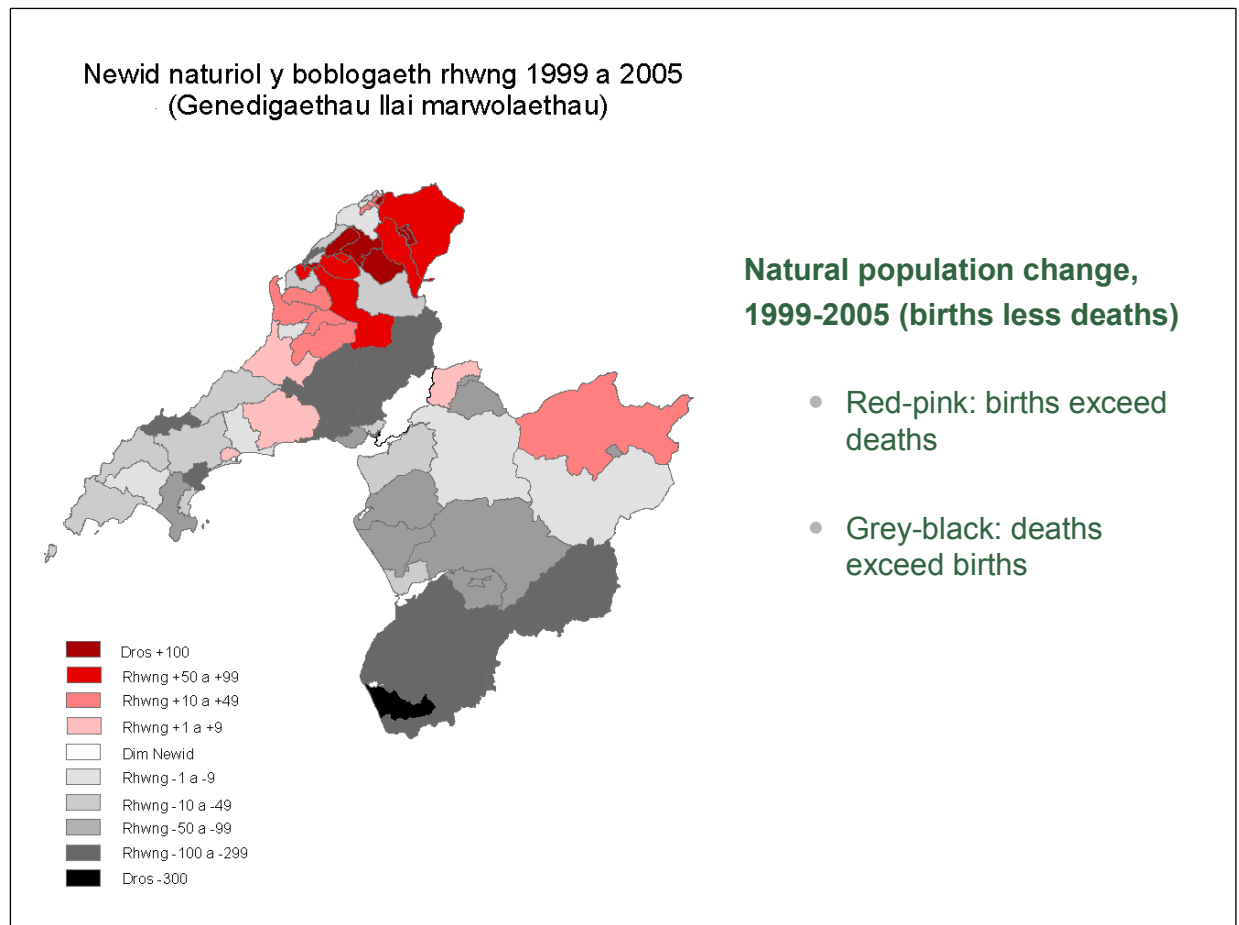 Newid naturiol y boblogaeth rhwng 1999 a 2005
(Genedigaethau llai marwolaethau)
Natural population change,
1999-2005 (births less deaths)
• Red-pink: births exceed
deaths
• Grey-black: deaths
exceed births
Dros +100
Rhwng +50 a +99
Rhwng +10 a +49
Rhwng +1 a +9
Dim Newid
Rhwng -1 a -9
Rhwng -10 a -49
Rhwng -50 a -99
Rhwng -100 a -299
Dros -300